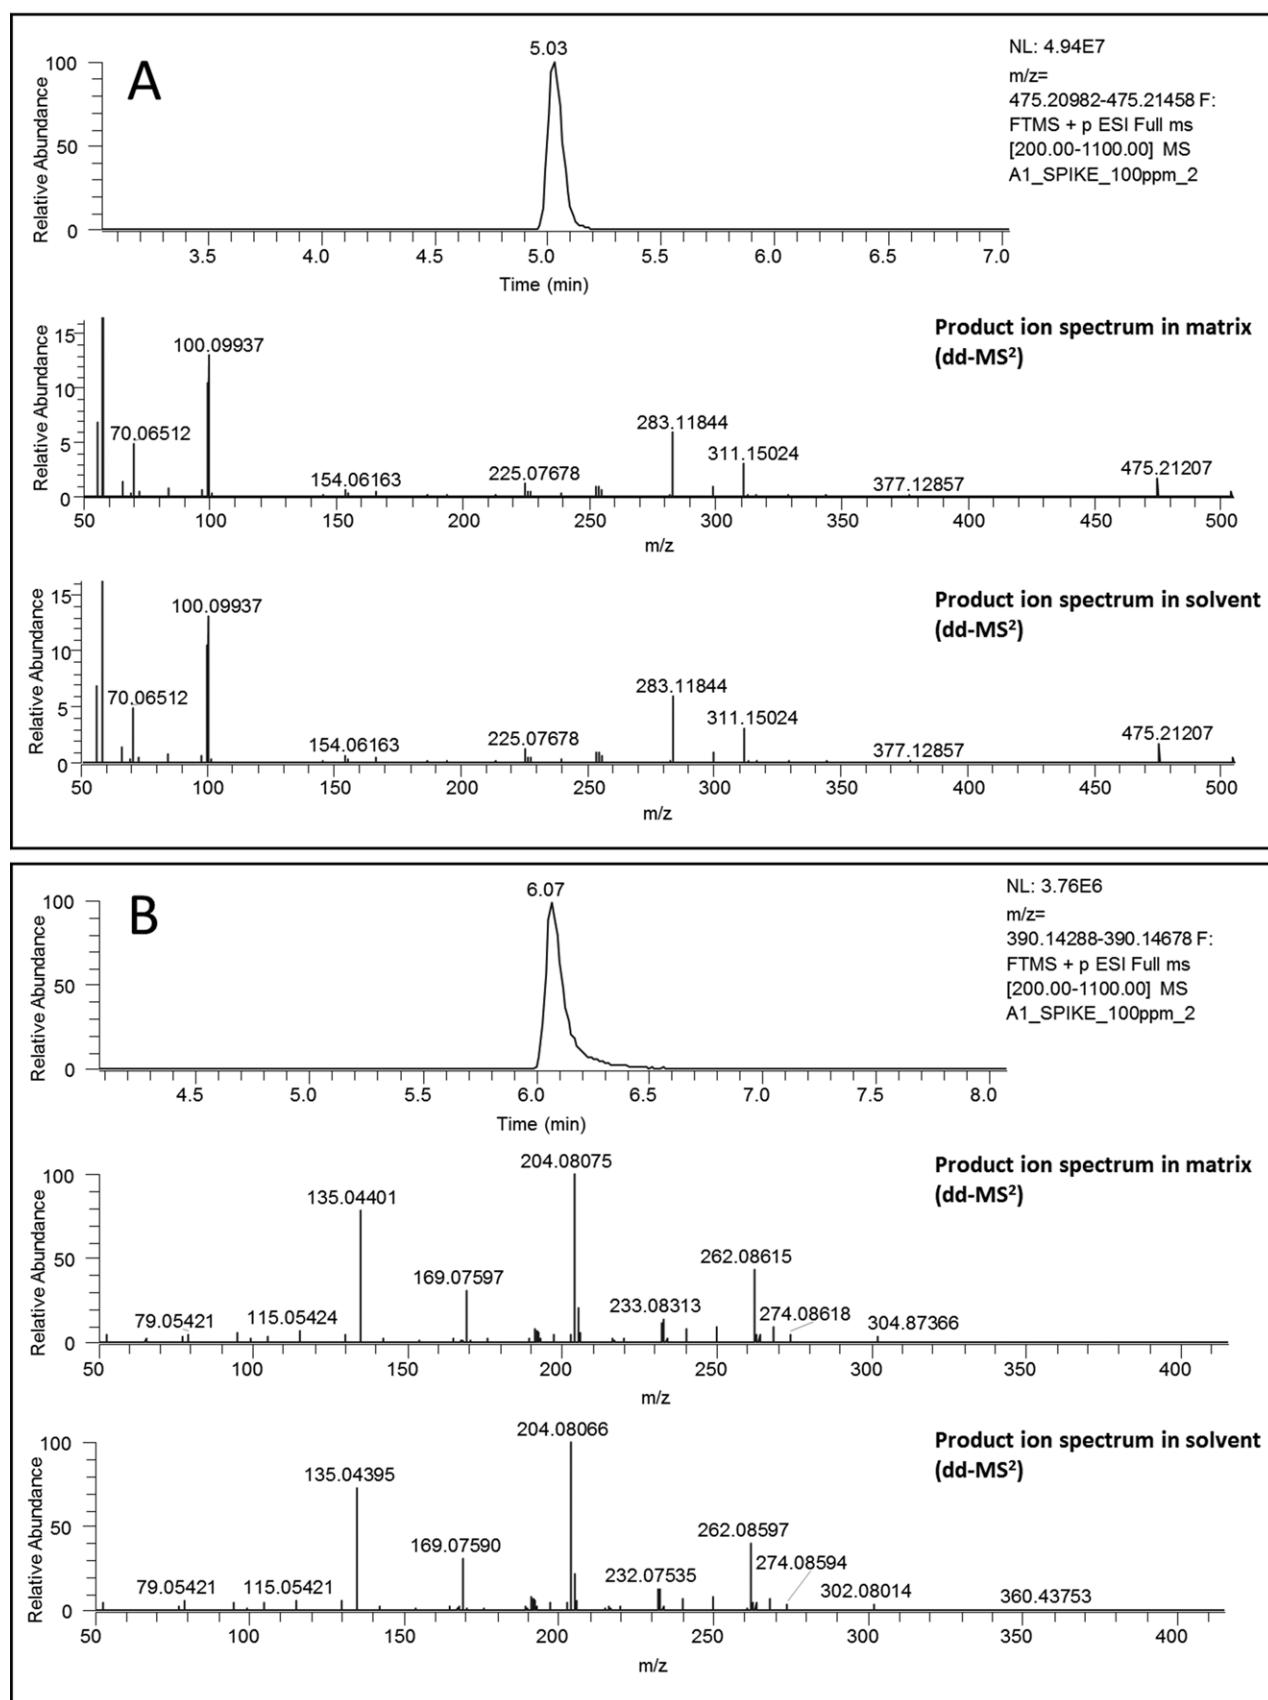 A
5.03
NL: 4.94E7
m/z=
475.20982-475.21458 F:
FTMS + p ESI Full ms
[200.00-1100.00] MS
A1_SPIKE_100ppm_2
Relative Abundance
100
50
0
3.5 4.0 4.5 5.0 5.5 6.0 6.5 7.0
Time (min)
Product ion spectrum in matrix
(dd-MS²)
Relative Abundance
15
10
5
0
100.09937
70.06512
154.06163
225.07678
283.11844
311.15024
377.12857
475.21207
50 100 150 200 250 300 350 400 450 500
m/z
Product ion spectrum in solvent
(dd-MS²)
Relative Abundance
15
10
5
0
100.09937
70.06512
154.06163
225.07678
283.11844
311.15024
377.12857
475.21207
50 100 150 200 250 300 350 400 450 500
m/z
B
6.07
NL: 3.76E6
m/z=
390.14288-390.14678 F:
FTMS + p ESI Full ms
[200.00-1100.00] MS
A1_SPIKE_100ppm_2
Relative Abundance
100
50
0
4.5 5.0 5.5 6.0 6.5 7.0 7.5 8.0
Time (min)
Product ion spectrum in matrix
(dd-MS²)
Relative Abundance
100
50
0
204.08075
135.04401
169.07597
262.08615
79.05421
115.05424
233.08313
274.08618
304.87366
50 100 150 200 250 300 350 400
m/z
Product ion spectrum in solvent
(dd-MS²)
Relative Abundance
100
50
0
204.08066
135.04395
169.07590
262.08597
79.05421
115.05421
232.07535
274.08594
302.08014
360.43753
50 100 150 200 250 300 350 400
m/z